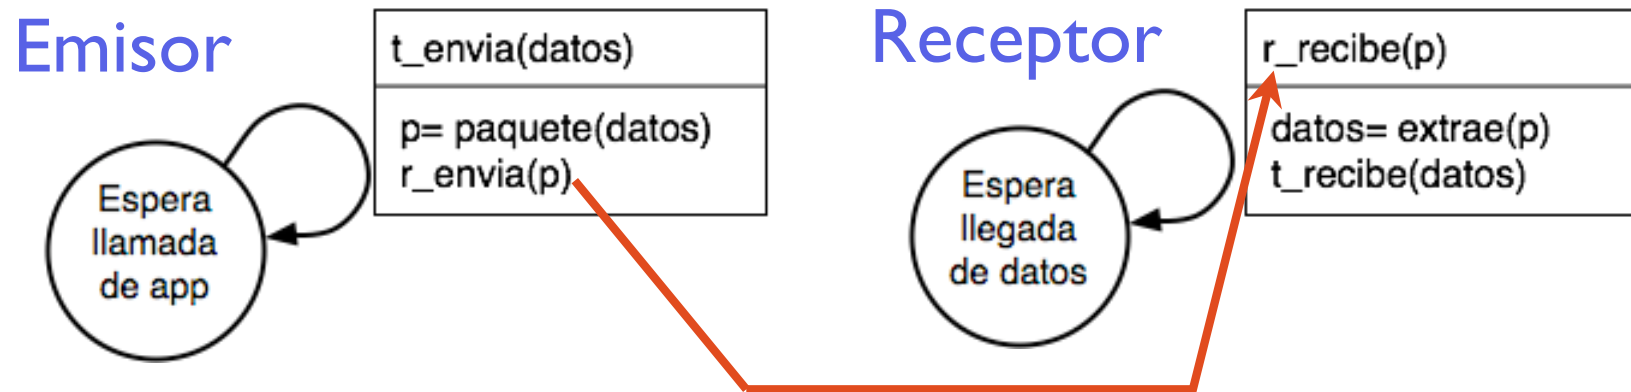 Emisor
t_envia(datos)
p= paquete(datos)
r_envia(p)
Espera
llamada
de app
Receptor
r_recibe(p)
datos= extrae(p)
t_recibe(datos)
Espera
llegada
de datos